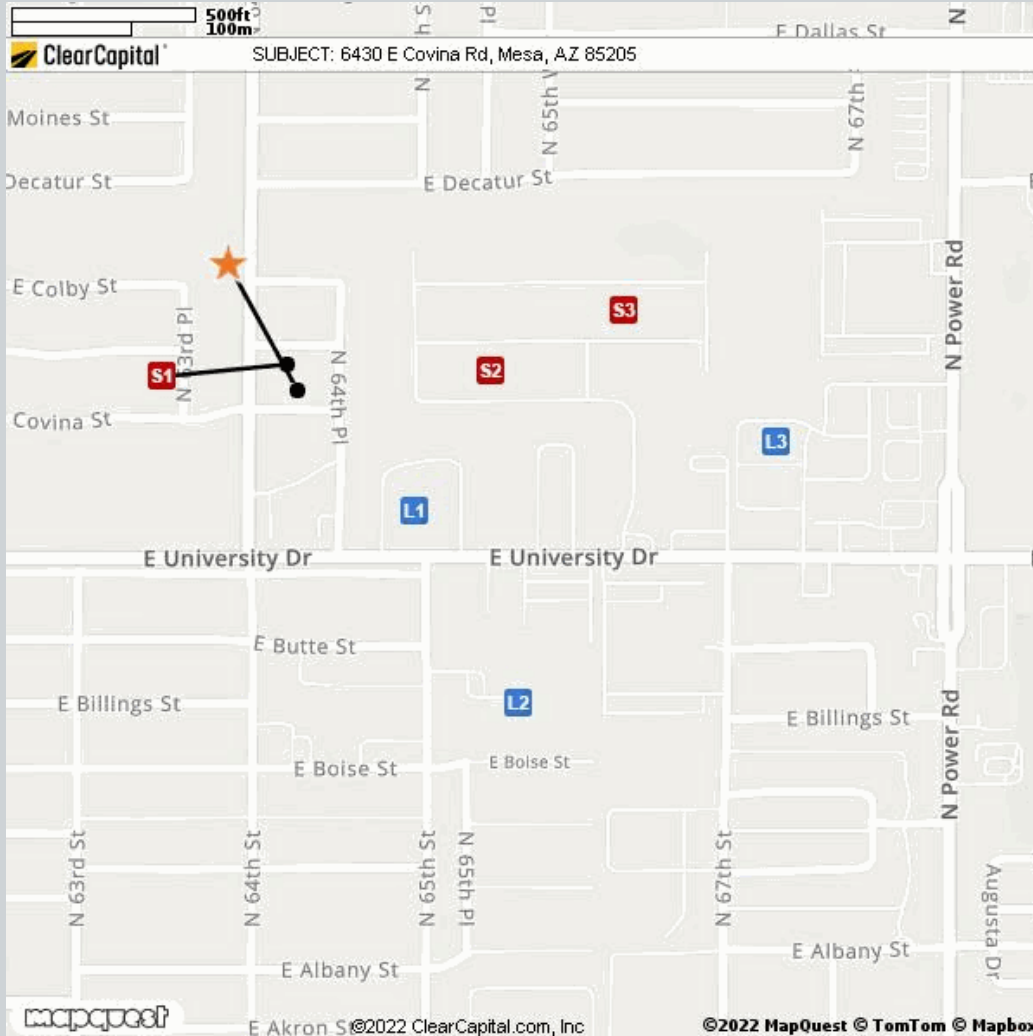 500ft
100m
N
Pl
S
E Dallas St
ClearCapital
SUBJECT: 6430 E Covina Rd, Mesa, AZ 85205
N
N 65th
N 67th
Moines St
Decatur St
E Decatur St
E Colby St
N 63rd Pl
S1
S2
S3
N Power Rd
N 64th Pl
Covina St
L3
L1
E University Dr
E University Dr
E Butte St
L2
E Billings St
E Billings St
N Power Rd
E Boise St
E Boise St
N 63rd St
N 64th St
N 65th St
N 65th Pl
N 67th St
Augusta Dr
E Albany St
E Albany St
mapquest
E Akron St
©2022 ClearCapital.com, Inc
©2022 MapQuest © TomTom © Mapbox